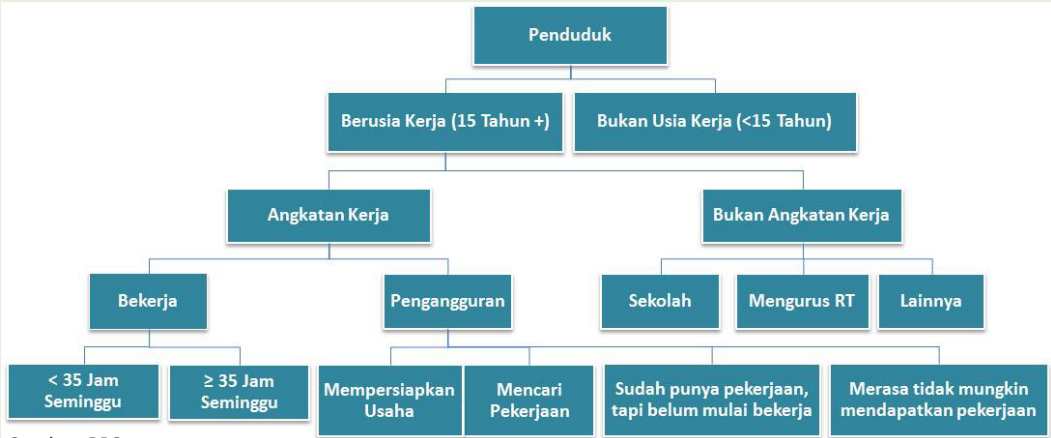 Penduduk
Berusia Kerja (15 Tahun +)
Bukan Usia Kerja (<15 Tahun)
Angkatan Kerja
Bukan Angkatan Kerja
Bekerja
Pengangguran
Sekolah
Mengurus RT
Lainnya
< 35 Jam
Seminggu
≥ 35 Jam
Seminggu
Mempersiapkan
Usaha
Mencari
Pekerjaan
Sudah punya pekerjaan,
tapi belum mulai bekerja
Merasa tidak mungkin
mendapatkan pekerjaan